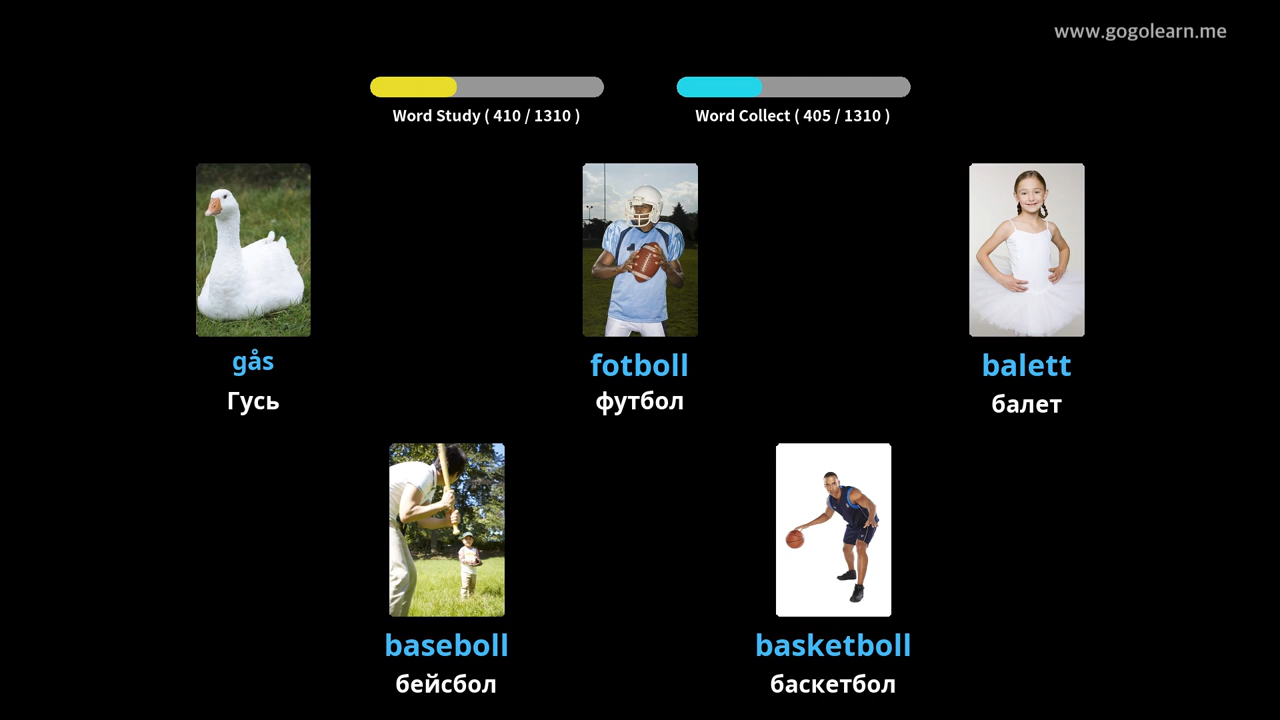 www.gogolearn.me
Word Study ( 410 / 1310 )
Word Collect ( 405 / 1310 )
gås
Гусь
fotboll
футбол
balett
балет
baseboll
бейсбол
basketboll
баскетбол